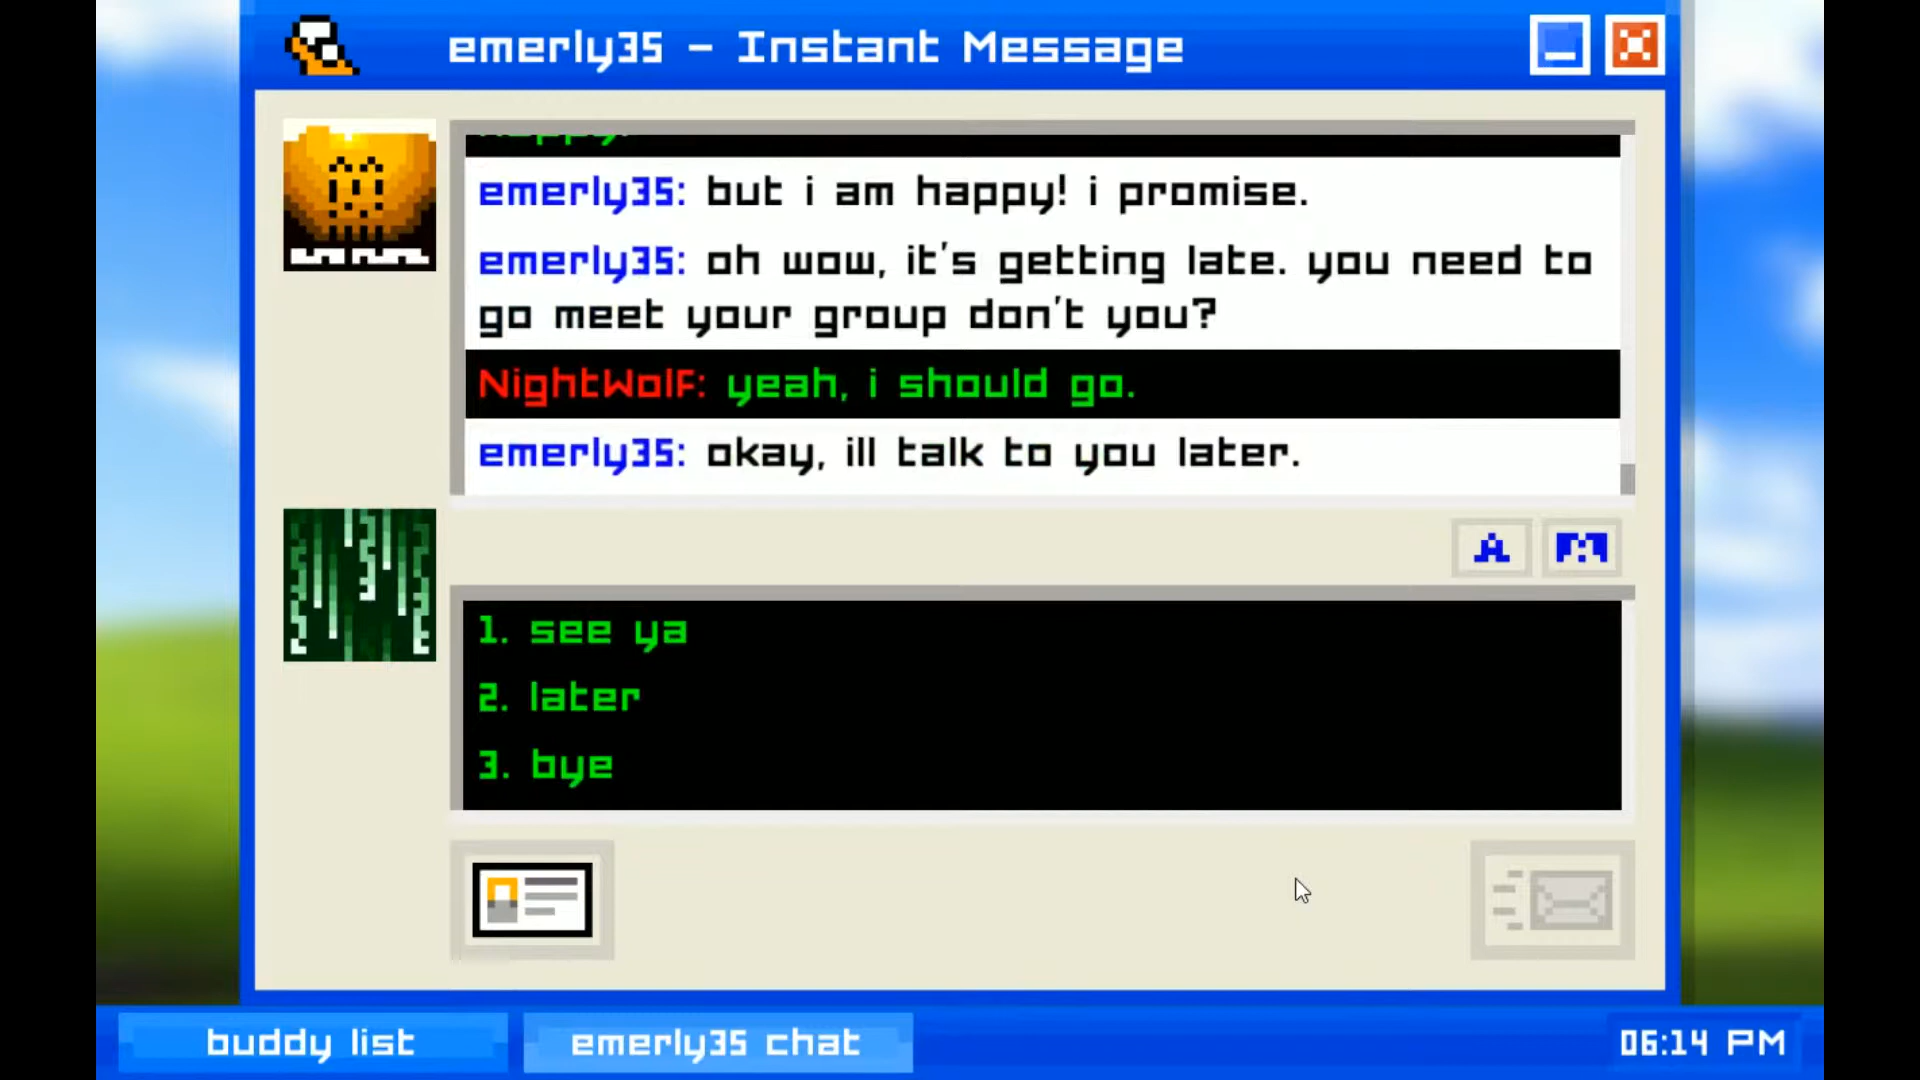 emerly35 - Instant Message
happy.
emerly35: but i am happy! i promise.
emerly35: oh wow, it's getting late. you need to
go meet your group don't you?
NightWolF: yeah, i should go.
emerly35: okay, ill talk to you later.
A
1. see ya
2. later
3. bye
buddy list
emerly35 chat
06:14 PM